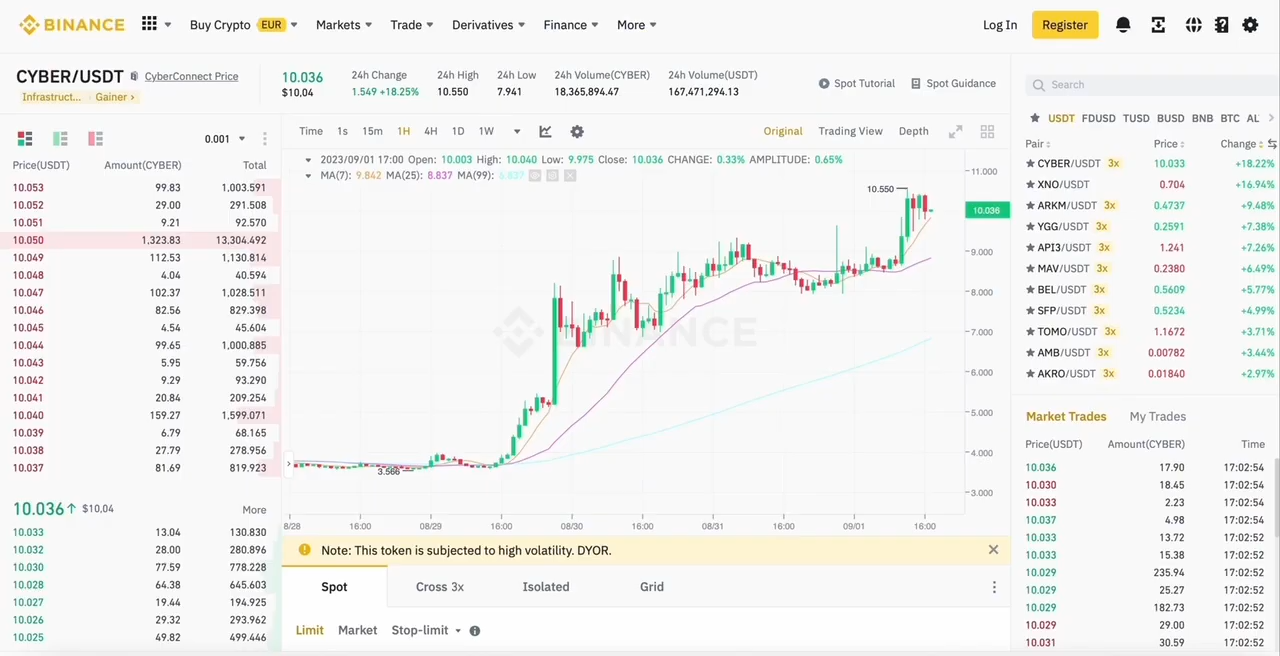 BINANCE
Buy Crypto EUR Markets Trade Derivatives Finance More
Log In Register
CYBER/USDT CyberConnect Price
Infrastruct... Gainer ›
10.036
$10,04
24h Change
1.549 +18.25%
24h High
10.550
24h Low
7.941
24h Volume(CYBER)
18,365,894.47
24h Volume(USDT)
167,471,294.13
Spot Tutorial Spot Guidance
0.001
Price(USDT) Amount(CYBER) Total
10.053 99.83 1,003.591
10.052 29.00 291.508
10.051 9.21 92.570
10.050 1,323.83 13,304.492
10.049 112.53 1,130.814
10.048 4.04 40.594
10.047 102.37 1,028.511
10.046 82.56 829.398
10.045 4.54 45.604
10.044 99.65 1,000.885
10.043 5.95 59.756
10.042 9.29 93.290
10.041 20.84 209.254
10.040 159.27 1,599.071
10.039 6.79 68.165
10.038 27.79 278.956
10.037 81.69 819.923
10.036↑ $10,04 More
10.033 13.04 130.830
10.032 28.00 280.896
10.030 77.59 778.228
10.028 64.38 645.603
10.027 19.44 194.925
10.026 29.32 293.962
10.025 49.82 499.446
Time 1s 15m 1H 4H 1D 1W
Original Trading View Depth
2023/09/01 17:00 Open: 10.003 High: 10.040 Low: 9.975 Close: 10.036 CHANGE: 0.33% AMPLITUDE: 0.65%
MA(7): 9.842 MA(25): 8.837 MA(99): 6.837
10.550
3.566
BINANCE
11.000
10.036
9.000
8.000
7.000
6.000
5.000
4.000
3.000
8/28 16:00 08/29 16:00 08/30 16:00 08/31 16:00 09/01 16:00
Note: This token is subjected to high volatility. DYOR.
Spot Cross 3x Isolated Grid
Limit Market Stop-limit
Search
USDT FDUSD TUSD BUSD BNB BTC AL
Pair Price Change
CYBER/USDT 3x 10.033 +18.22%
XNO/USDT 0.704 +16.94%
ARKM/USDT 3x 0.4737 +9.48%
YGG/USDT 3x 0.2591 +7.38%
API3/USDT 3x 1.241 +7.26%
MAV/USDT 3x 0.2380 +6.49%
BEL/USDT 3x 0.5609 +5.77%
SFP/USDT 3x 0.5234 +4.99%
TOMO/USDT 3x 1.1672 +3.71%
AMB/USDT 3x 0.00782 +3.44%
AKRO/USDT 3x 0.01840 +2.97%
Market Trades My Trades
Price(USDT) Amount(CYBER) Time
10.036 17.90 17:02:54
10.030 18.45 17:02:54
10.033 2.23 17:02:54
10.037 4.98 17:02:54
10.033 13.72 17:02:52
10.033 15.38 17:02:52
10.029 235.94 17:02:52
10.029 25.27 17:02:52
10.029 182.73 17:02:52
10.029 29.00 17:02:52
10.031 30.59 17:02:52